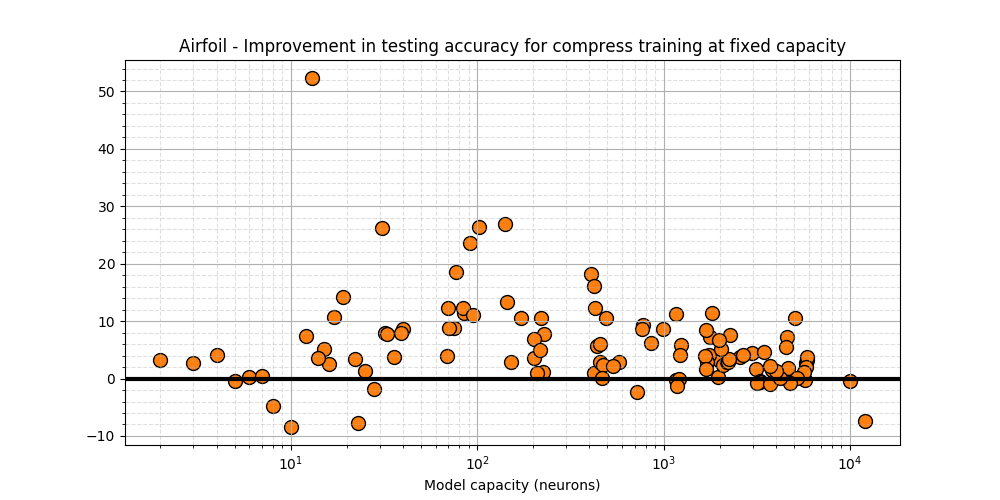 Airfoil - Improvement in testing accuracy for compress training at fixed capacity
50
40
30
20
10
0
−10
10¹ 10² 10³ 10⁴
Model capacity (neurons)